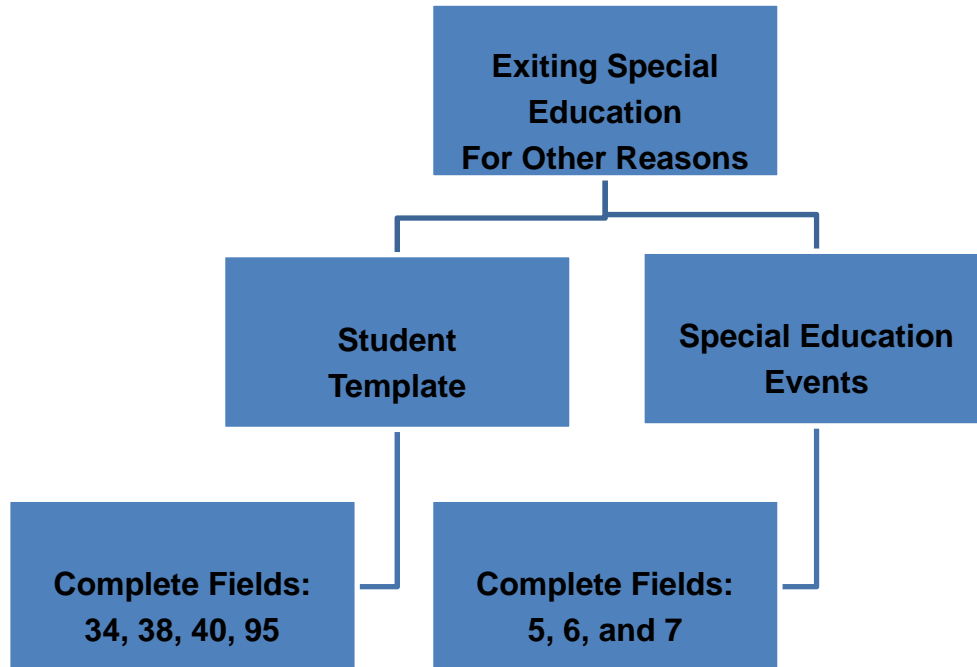 Exiting Special
Education
For Other Reasons
Student
Template
Special Education
Events
Complete Fields:
34, 38, 40, 95
Complete Fields:
5, 6, and 7